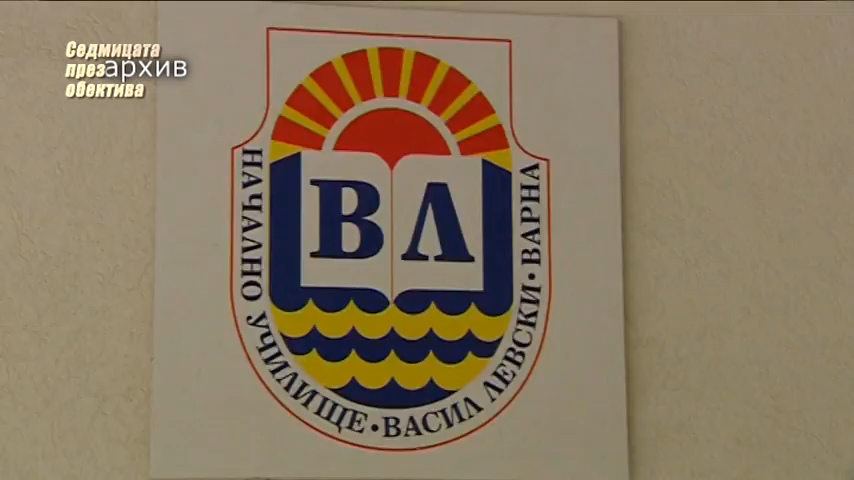 Седмицата
през
обектива
архив
ВЛ
НАЧАЛНО УЧИЛИЩЕ • ВАСИЛ ЛЕВСКИ • ВАРНА